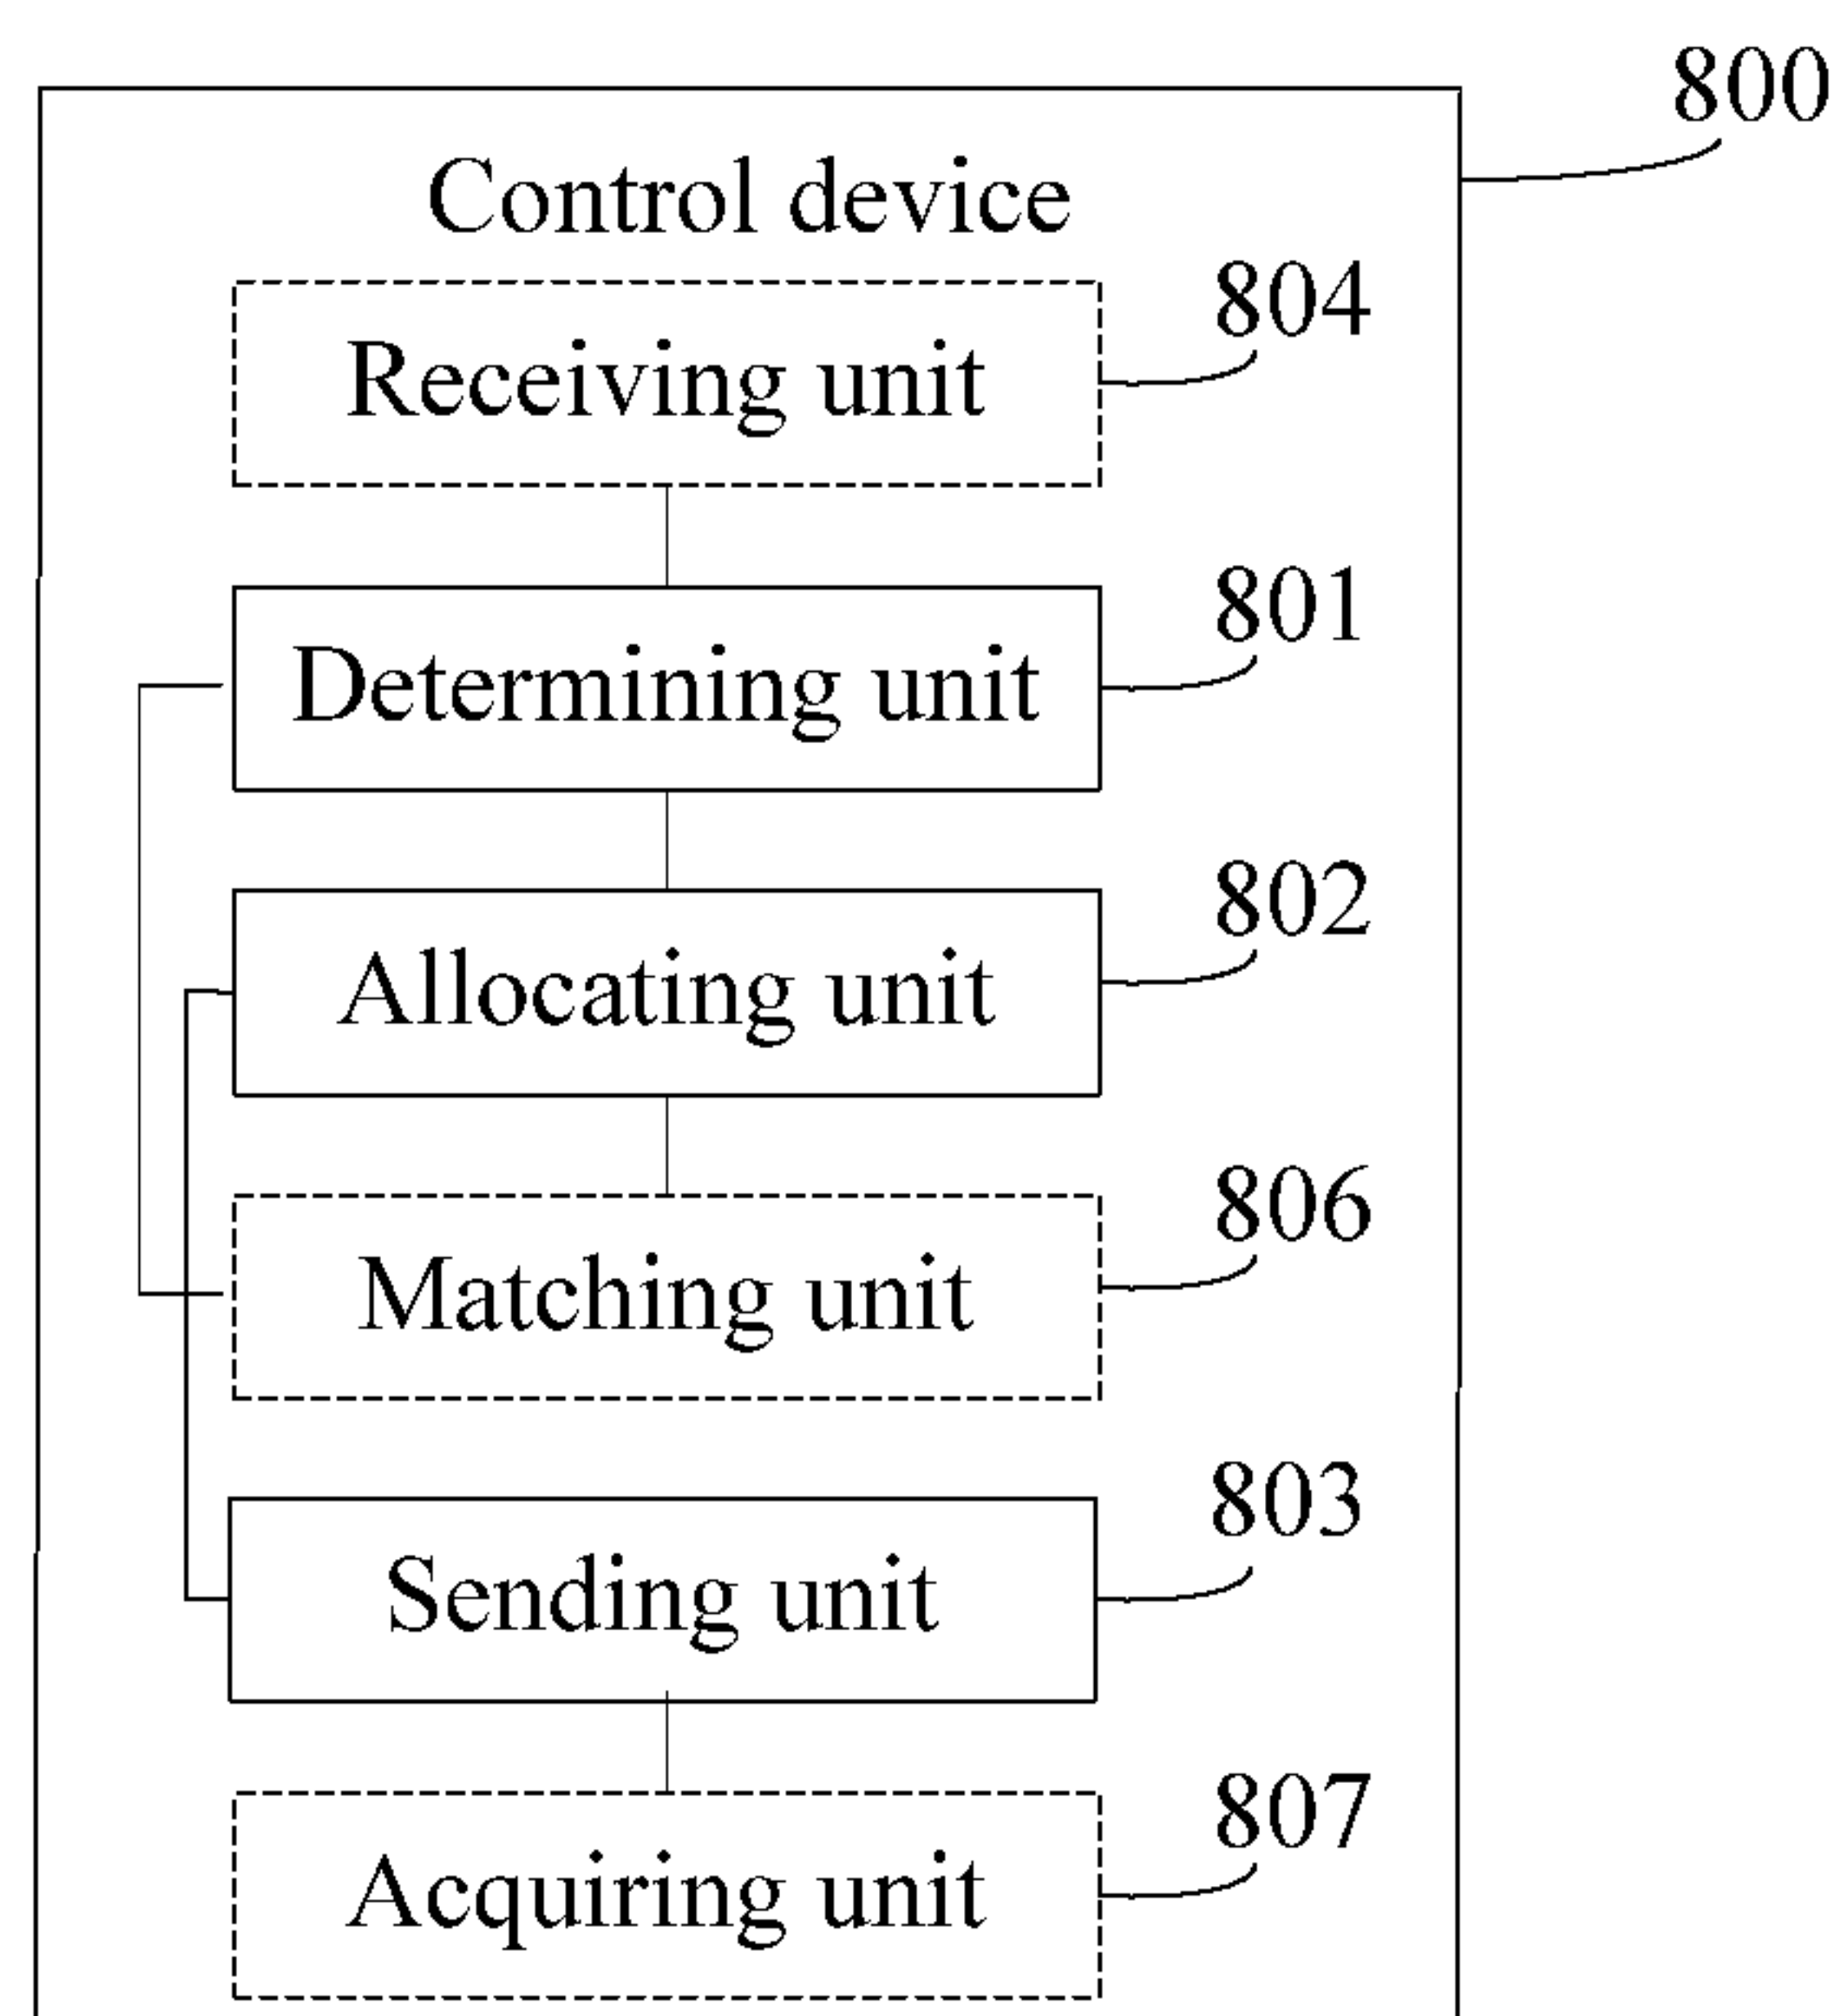 800
Control device
804
Receiving unit
801
Determining unit
802
Allocating unit
806
Matching unit
803
Sending unit
807
Acquiring unit